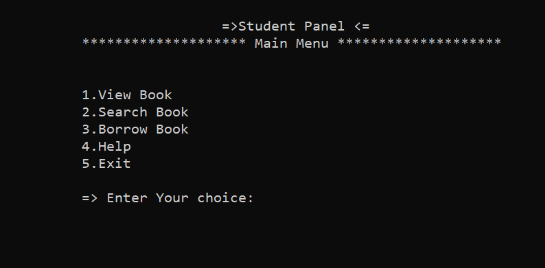 =>Student Panel <=
******************** Main Menu ********************
1.View Book
2.Search Book
3.Borrow Book
4.Help
5.Exit
=> Enter Your choice: